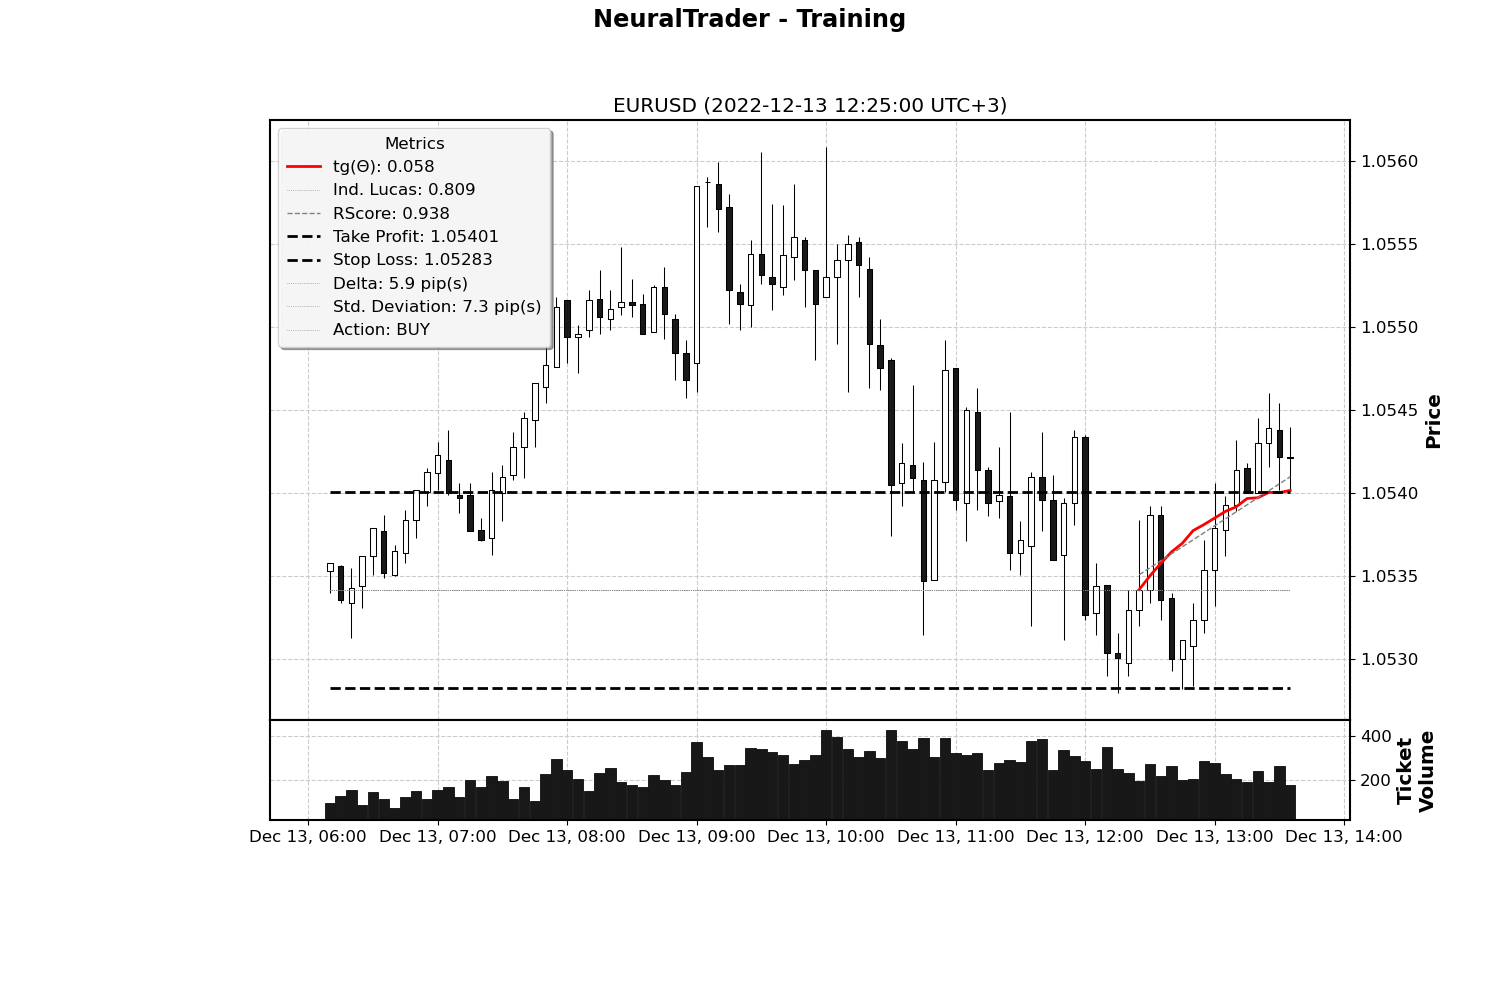 NeuralTrader - Training
EURUSD (2022-12-13 12:25:00 UTC+3)
Metrics
tg(Θ): 0.058
Ind. Lucas: 0.809
RScore: 0.938
Take Profit: 1.05401
Stop Loss: 1.05283
Delta: 5.9 pip(s)
Std. Deviation: 7.3 pip(s)
Action: BUY
1.0560
1.0555
1.0550
1.0545
1.0540
1.0535
1.0530
Price
400
200
Ticket
Volume
Dec 13, 06:00
Dec 13, 07:00
Dec 13, 08:00
Dec 13, 09:00
Dec 13, 10:00
Dec 13, 11:00
Dec 13, 12:00
Dec 13, 13:00
Dec 13, 14:00